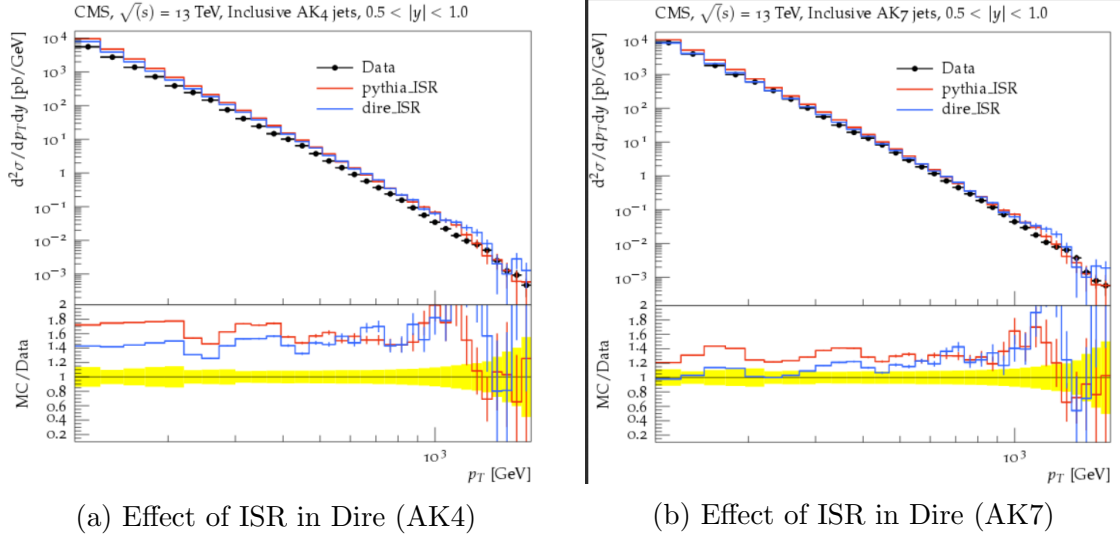 CMS, √(s) = 13 TeV, Inclusive AK4 jets, 0.5 < |y| < 1.0
d²σ/dp_T dy [pb/GeV]
10⁴
10³
10²
10¹
1
10⁻¹
10⁻²
10⁻³
Data
pythia_ISR
dire_ISR
MC/Data
2
1.8
1.6
1.4
1.2
1
0.8
0.6
0.4
0.2
10³
p_T [GeV]
(a) Effect of ISR in Dire (AK4)
CMS, √(s) = 13 TeV, Inclusive AK7 jets, 0.5 < |y| < 1.0
d²σ/dp_T dy [pb/GeV]
10⁴
10³
10²
10¹
1
10⁻¹
10⁻²
10⁻³
Data
pythia_ISR
dire_ISR
MC/Data
2
1.8
1.6
1.4
1.2
1
0.8
0.6
0.4
0.2
10³
p_T [GeV]
(b) Effect of ISR in Dire (AK7)